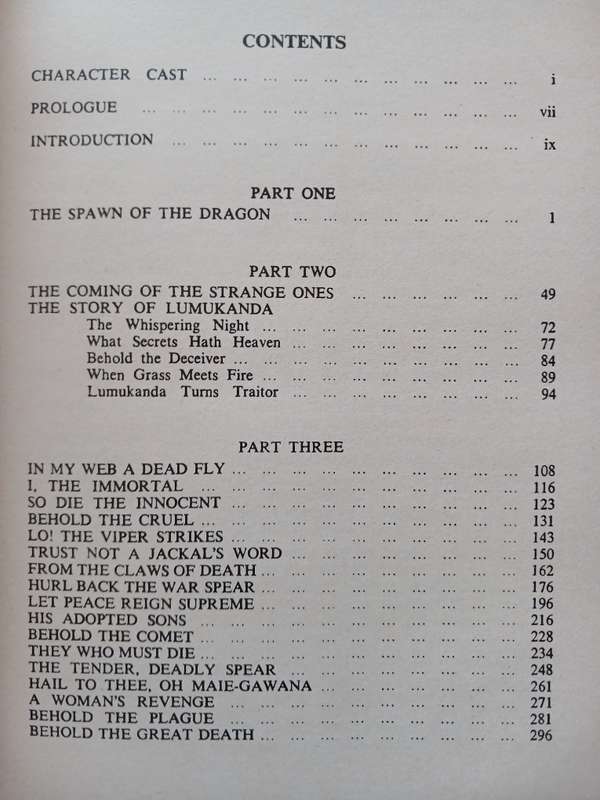 CONTENTS
CHARACTER CAST ... ... ... ... ... ... ... ... ... ... ... i
PROLOGUE ... ... ... ... ... ... ... ... ... ... ... ... ... vii
INTRODUCTION ... ... ... ... ... ... ... ... ... ... ... ... ix
PART ONE
THE SPAWN OF THE DRAGON ... ... ... ... ... ... ... ... 1
PART TWO
THE COMING OF THE STRANGE ONES ... ... ... ... ... ... 49
THE STORY OF LUMUKANDA
The Whispering Night ... ... ... ... ... ... ... ... ... 72
What Secrets Hath Heaven ... ... ... ... ... ... ... ... 77
Behold the Deceiver ... ... ... ... ... ... ... ... ... ... 84
When Grass Meets Fire ... ... ... ... ... ... ... ... ... 89
Lumukanda Turns Traitor ... ... ... ... ... ... ... ... 94
PART THREE
IN MY WEB A DEAD FLY ... ... ... ... ... ... ... ... ... ... 108
I, THE IMMORTAL ... ... ... ... ... ... ... ... ... ... ... 116
SO DIE THE INNOCENT ... ... ... ... ... ... ... ... ... ... 123
BEHOLD THE CRUEL ... ... ... ... ... ... ... ... ... ... ... 131
LO! THE VIPER STRIKES ... ... ... ... ... ... ... ... ... ... 143
TRUST NOT A JACKAL'S WORD ... ... ... ... ... ... ... ... 150
FROM THE CLAWS OF DEATH ... ... ... ... ... ... ... ... ... 162
HURL BACK THE WAR SPEAR ... ... ... ... ... ... ... ... ... 176
LET PEACE REIGN SUPREME ... ... ... ... ... ... ... ... ... 196
HIS ADOPTED SONS ... ... ... ... ... ... ... ... ... ... ... 216
BEHOLD THE COMET ... ... ... ... ... ... ... ... ... ... ... 228
THEY WHO MUST DIE ... ... ... ... ... ... ... ... ... ... ... 234
THE TENDER, DEADLY SPEAR ... ... ... ... ... ... ... ... 248
HAIL TO THEE, OH MAIE-GAWANA ... ... ... ... ... ... ... 261
A WOMAN'S REVENGE ... ... ... ... ... ... ... ... ... ... 271
BEHOLD THE PLAGUE ... ... ... ... ... ... ... ... ... ... 281
BEHOLD THE GREAT DEATH ... ... ... ... ... ... ... ... ... 296